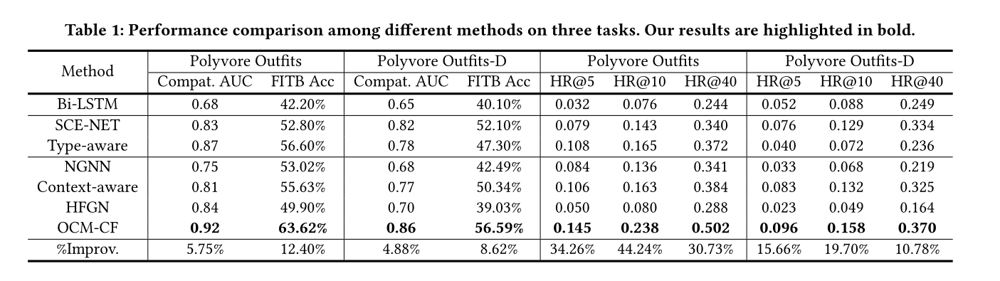 Table 1: Performance comparison among different methods on three tasks. Our results are highlighted in bold.
Method Polyvore Outfits Polyvore Outfits-D Polyvore Outfits Polyvore Outfits-D
Compat. AUC FITB Acc Compat. AUC FITB Acc HR@5 HR@10 HR@40 HR@5 HR@10 HR@40
Bi-LSTM 0.68 42.20% 0.65 40.10% 0.032 0.076 0.244 0.052 0.088 0.249
SCE-NET 0.83 52.80% 0.82 52.10% 0.079 0.143 0.340 0.076 0.129 0.334
Type-aware 0.87 56.60% 0.78 47.30% 0.108 0.165 0.372 0.040 0.072 0.236
NGNN 0.75 53.02% 0.68 42.49% 0.084 0.136 0.341 0.033 0.068 0.219
Context-aware 0.81 55.63% 0.77 50.34% 0.106 0.163 0.384 0.083 0.132 0.325
HFGN 0.84 49.90% 0.70 39.03% 0.050 0.080 0.288 0.023 0.049 0.164
OCM-CF 0.92 63.62% 0.86 56.59% 0.145 0.238 0.502 0.096 0.158 0.370
%Improv. 5.75% 12.40% 4.88% 8.62% 34.26% 44.24% 30.73% 15.66% 19.70% 10.78%